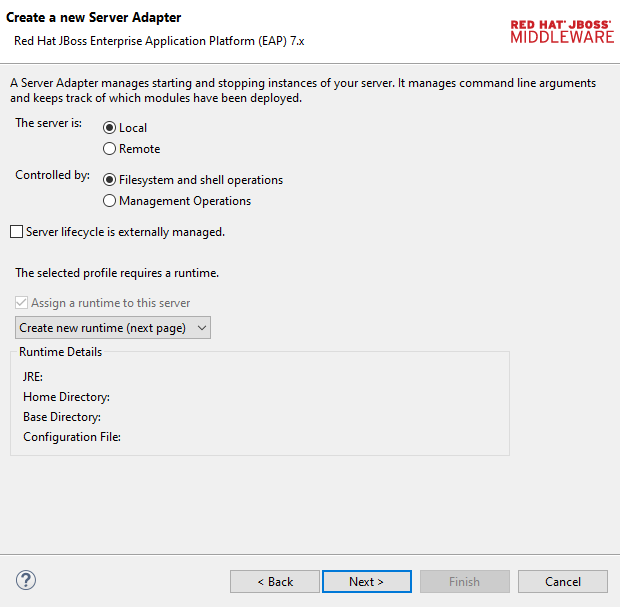 Create a new Server Adapter
Red Hat JBoss Enterprise Application Platform (EAP) 7.x
RED HAT® JBOSS®
MIDDLEWARE
A Server Adapter manages starting and stopping instances of your server. It manages command line arguments
and keeps track of which modules have been deployed.
The server is:
Local
Remote
Controlled by:
Filesystem and shell operations
Management Operations
Server lifecycle is externally managed.
The selected profile requires a runtime.
Assign a runtime to this server
Create new runtime (next page)
Runtime Details
JRE:
Home Directory:
Base Directory:
Configuration File:
?
< Back
Next >
Finish
Cancel